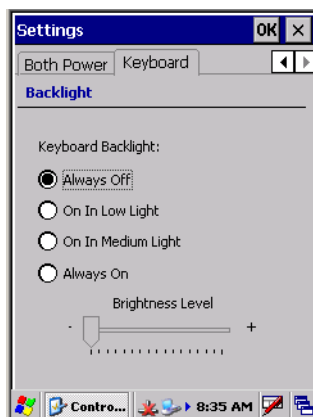 Settings OK ×
Both Power Keyboard
Backlight
Keyboard Backlight:
Always Off
On In Low Light
On In Medium Light
Always On
Brightness Level
- +
Contro... 8:35 AM